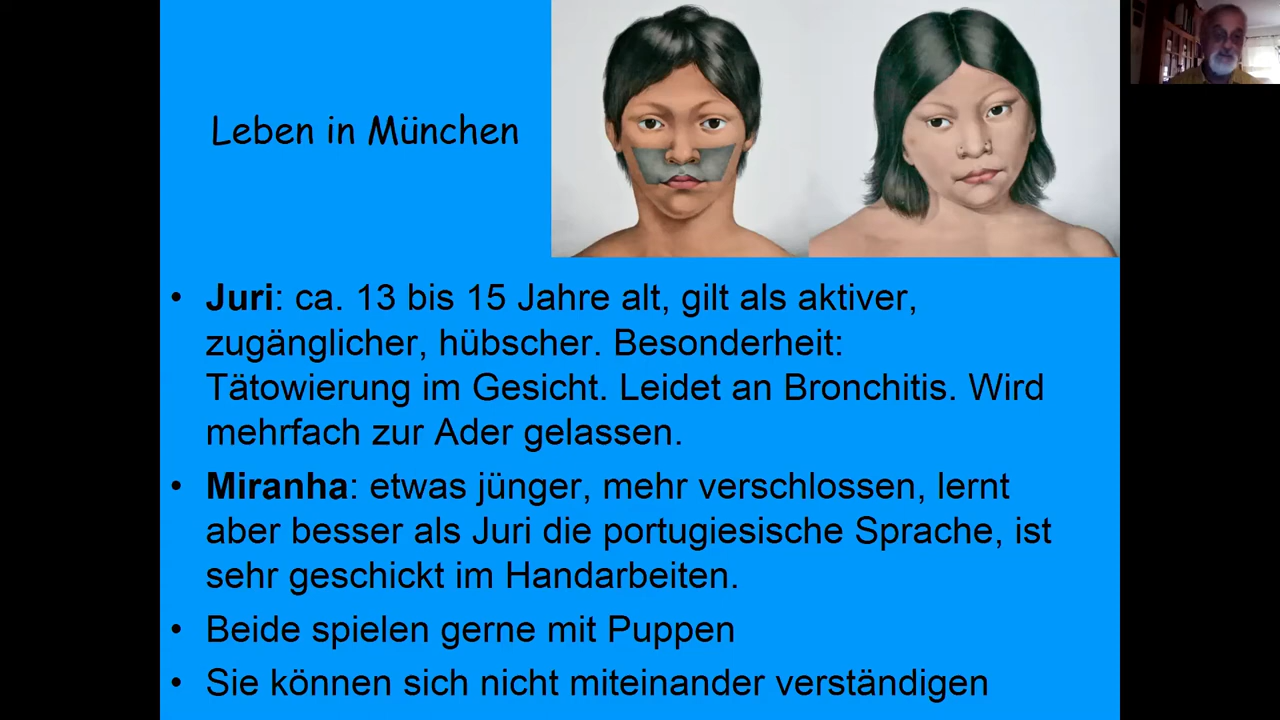 Leben in München
• Juri: ca. 13 bis 15 Jahre alt, gilt als aktiver,
zugänglicher, hübscher. Besonderheit:
Tätowierung im Gesicht. Leidet an Bronchitis. Wird
mehrfach zur Ader gelassen.
• Miranha: etwas jünger, mehr verschlossen, lernt
aber besser als Juri die portugiesische Sprache, ist
sehr geschickt im Handarbeiten.
• Beide spielen gerne mit Puppen
• Sie können sich nicht miteinander verständigen